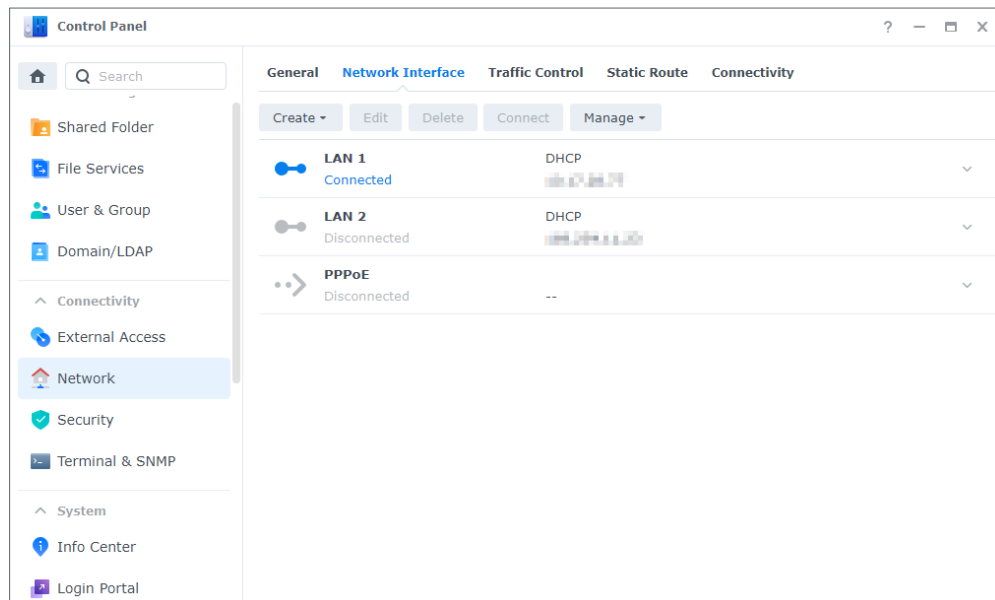 Control Panel
Search
General Network Interface Traffic Control Static Route Connectivity
Shared Folder
File Services
User & Group
Domain/LDAP
Connectivity
External Access
Network
Security
Terminal & SNMP
System
Info Center
Login Portal
Create Edit Delete Connect Manage
LAN 1 DHCP
Connected
LAN 2 DHCP
Disconnected
PPPoE
Disconnected --